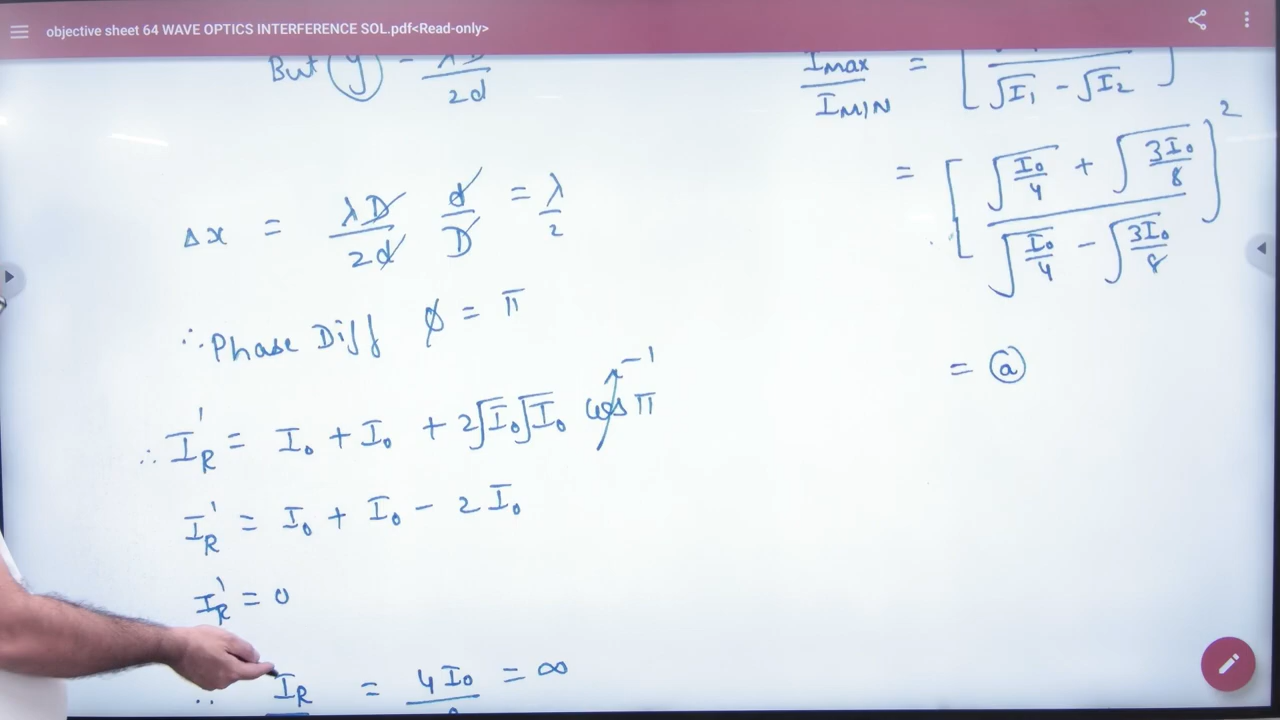 objective sheet 64 WAVE OPTICS INTERFERENCE SOL.pdf<Read-only>
But (y) = λD/2d
Δx = λD/2d d/D = λ/2
∴ Phase Diff ϕ = π
∴ I'R = I₀ + I₀ + 2√I₀√I₀ cos π → -1
I'R = I₀ + I₀ - 2I₀
I'R = 0
∴ IR = 4I₀ = ∞
IMax/IMIN = [ /√I₁ - √I₂ ]
= [ (√(I₀/4) + √(3I₀/8)) / (√(I₀/4) - √(3I₀/8)) ]²
= ⓐ